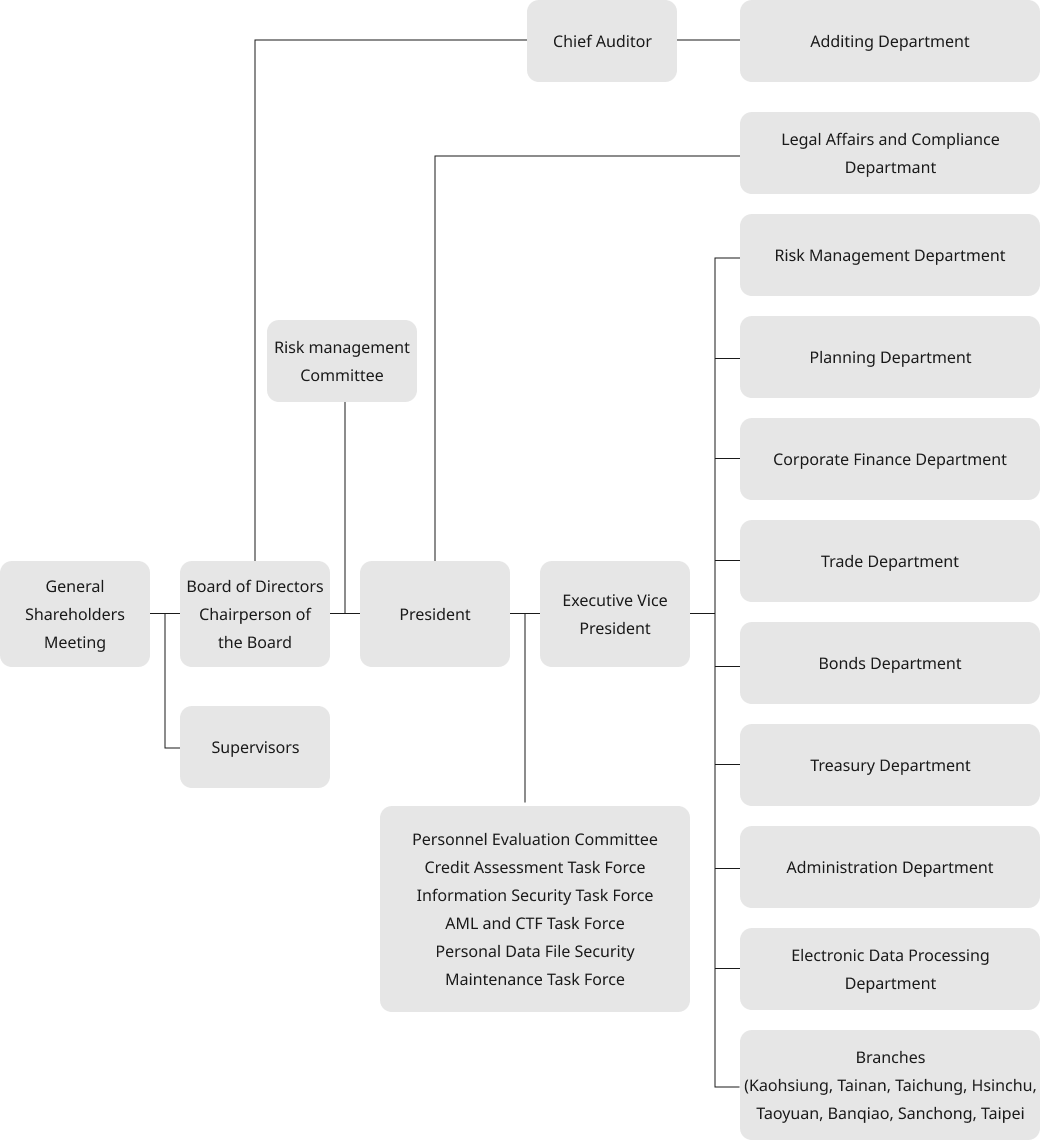 Chief Auditor
Additing Department
Legal Affairs and Compliance
Departmant
Risk Management Department
Risk management
Committee
Planning Department
Corporate Finance Department
Trade Department
General
Shareholders
Meeting
Board of Directors
Chairperson of
the Board
President
Executive Vice
President
Bonds Department
Supervisors
Treasury Department
Personnel Evaluation Committee
Credit Assessment Task Force
Information Security Task Force
AML and CTF Task Force
Personal Data File Security
Maintenance Task Force
Administration Department
Electronic Data Processing
Department
Branches
(Kaohsiung, Tainan, Taichung, Hsinchu,
Taoyuan, Banqiao, Sanchong, Taipei